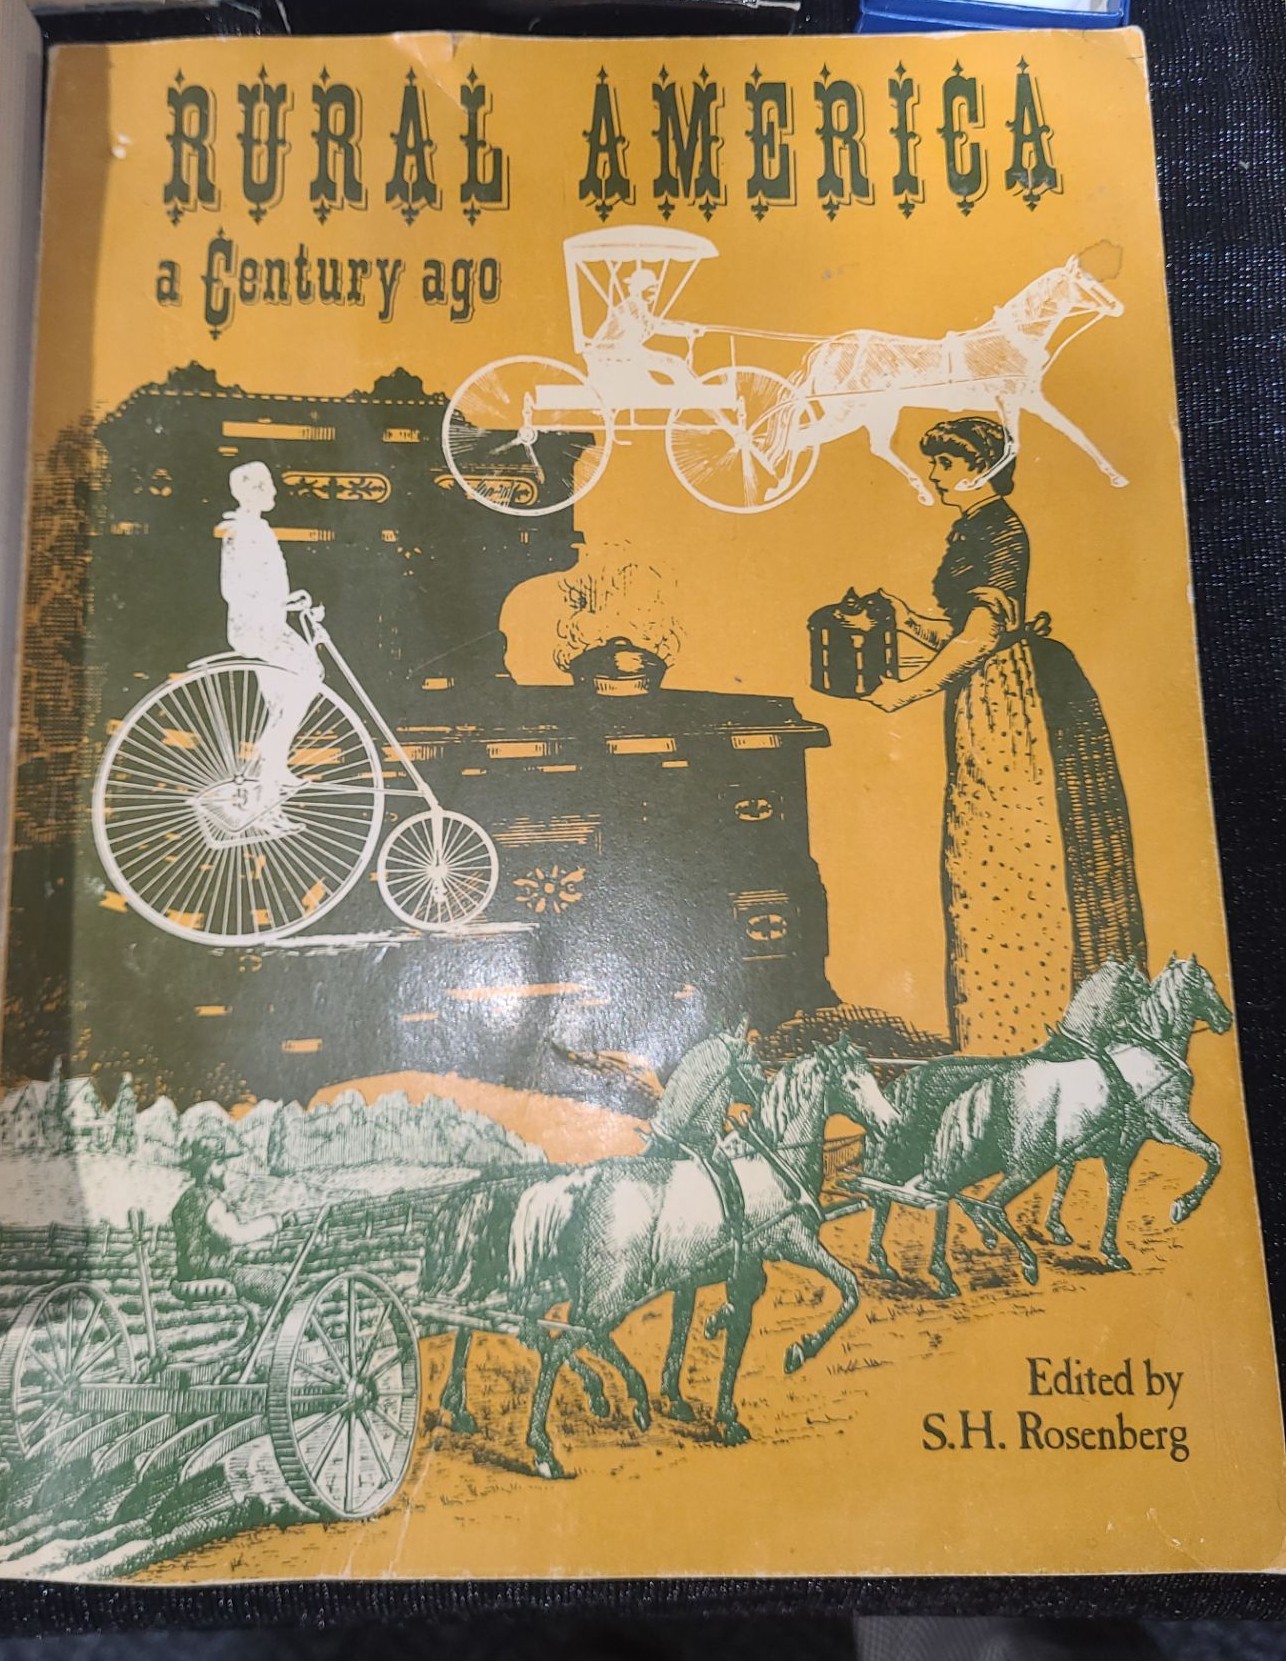 RURAL AMERICA
a Century ago
Edited by
S.H. Rosenberg